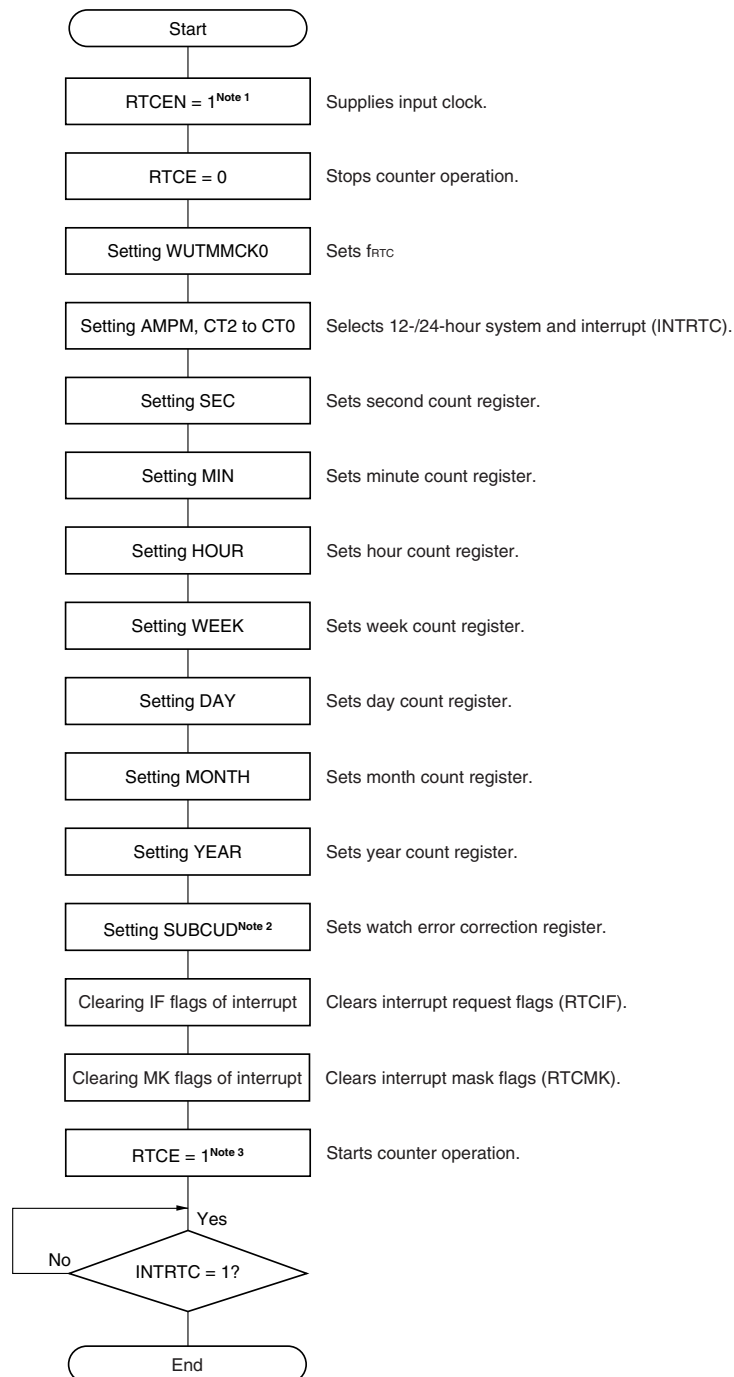 Start
RTCEN = 1Note 1 Supplies input clock.
RTCE = 0 Stops counter operation.
Setting WUTMMCK0 Sets fRTC
Setting AMPM, CT2 to CT0 Selects 12-/24-hour system and interrupt (INTRTC).
Setting SEC Sets second count register.
Setting MIN Sets minute count register.
Setting HOUR Sets hour count register.
Setting WEEK Sets week count register.
Setting DAY Sets day count register.
Setting MONTH Sets month count register.
Setting YEAR Sets year count register.
Setting SUBCUDNote 2 Sets watch error correction register.
Clearing IF flags of interrupt Clears interrupt request flags (RTCIF).
Clearing MK flags of interrupt Clears interrupt mask flags (RTCMK).
RTCE = 1Note 3 Starts counter operation.
Yes
No
INTRTC = 1?
End